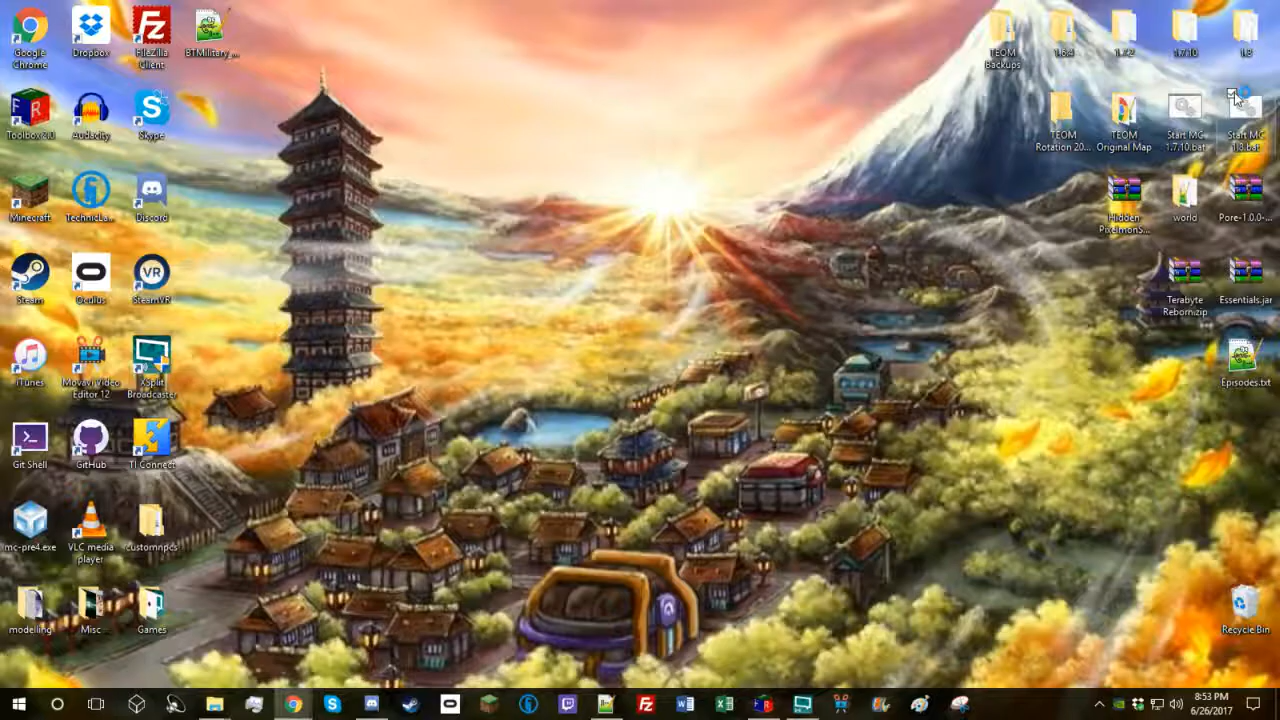 Google
Chrome
Dropbox
FileZilla
Client
BTMilitary_...
TEOM
Backups
1.6.4
1.7.2
1.7.10
1.8
Toolbox 2.0
Audacity
Skype
TEOM
Rotation 20...
TEOM
Original Map
Start MC
1.7.10.bat
Start MC
1.8.bat
Minecraft
TechnicLa...
Discord
Hidden
PixelmonS...
world
Pore-1.0.0-...
Steam
Oculus
VR
SteamVR
Terabyte
Reborn.zip
Essentials.jar
iTunes
Movavi Video
Editor 12
XSplit
Broadcaster
Episodes.txt
Git Shell
GitHub
TI Connect
mc-pre4.exe
VLC media
player
customnpcs
modelling
Misc
Games
Recycle Bin
8:53 PM
6/26/2017